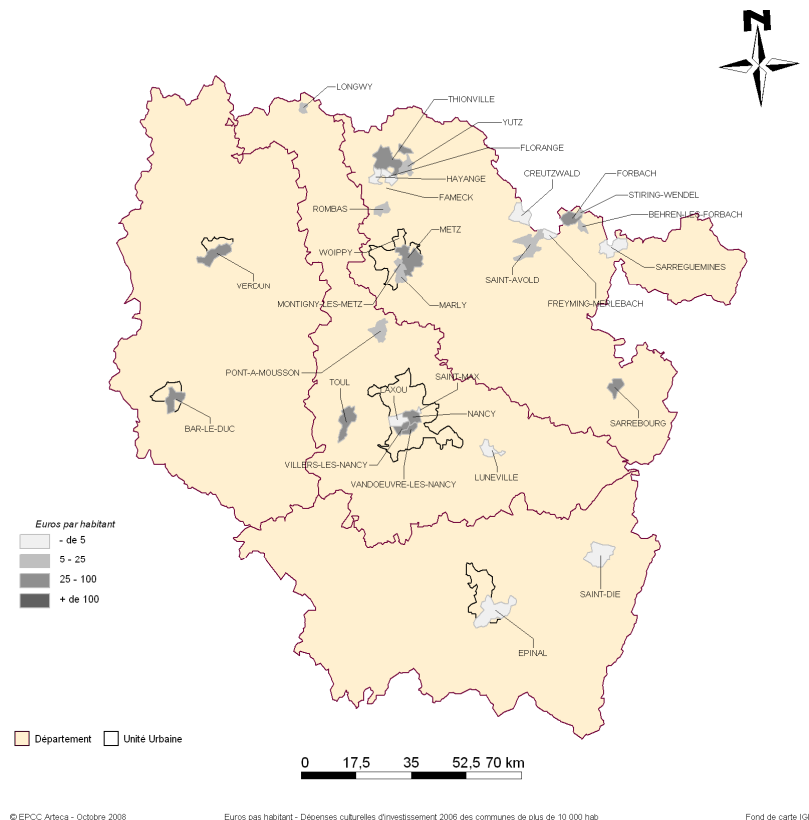 N
LONGWY
THIONVILLE
YUTZ
FLORANGE
CREUTZWALD
FORBACH
HAYANGE
STIRING-WENDEL
FAMECK
ROMBAS
BEHREN-LES-FORBACH
METZ
WOIPPY
SARREGUEMINES
SAINT-AVOLD
VERDUN
MONTIGNY-LES-METZ
MARLY
FREYMING-MERLEBACH
PONT-A-MOUSSON
SAINT-MAX
TOUL
LAXOU
NANCY
SARREBOURG
BAR-LE-DUC
VILLERS-LES-NANCY
LUNEVILLE
VANDOEUVRE-LES-NANCY
Euros par habitant
- de 5
5 - 25
25 - 100
+ de 100
SAINT-DIE
EPINAL
Département Unité Urbaine
0 17,5 35 52,5 70 km
© EPCC Arteca - Octobre 2008 Euros pas habitant - Dépenses culturelles d'investissement 2006 des communes de plus de 10 000 hab Fond de carte IG